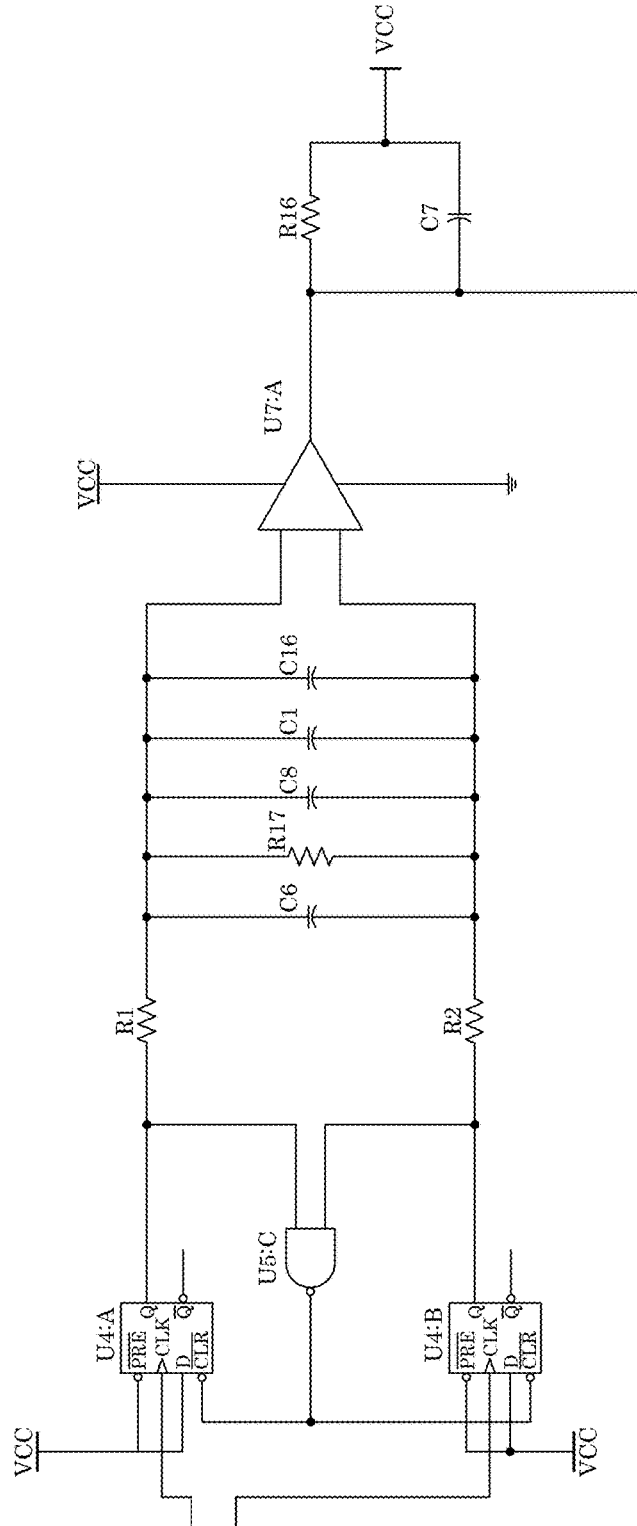 VCC
R16
C7
U7:A
VCC
C16
C1
C8
R17
C6
R1
R2
U5:C
U4:A
PRE
CLK
D
CLR
Q
Q
U4:B
PRE
CLK
D
CLR
Q
Q
VCC
VCC